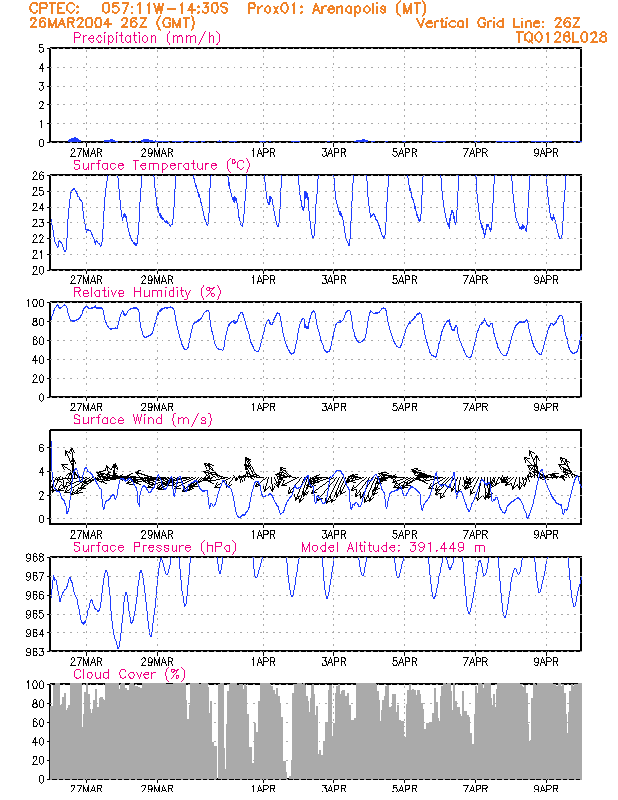 CPTEC: 057:11W-14:30S Prox01: Arenapolis (MT)
26MAR2004 26Z (GMT) Vertical Grid Line: 26Z
Precipitation (mm/h) TQ0126L028
5
4
3
2
1
0
27MAR 29MAR 1APR 3APR 5APR 7APR 9APR
Surface Temperature (°C)
26
25
24
23
22
21
20
27MAR 29MAR 1APR 3APR 5APR 7APR 9APR
Relative Humidity (%)
100
80
60
40
20
0
27MAR 29MAR 1APR 3APR 5APR 7APR 9APR
Surface Wind (m/s)
6
4
2
0
27MAR 29MAR 1APR 3APR 5APR 7APR 9APR
Surface Pressure (hPa) Model Altitude: 391.449 m
968
967
966
965
964
963
27MAR 29MAR 1APR 3APR 5APR 7APR 9APR
Cloud Cover (%)
100
80
60
40
20
0
27MAR 29MAR 1APR 3APR 5APR 7APR 9APR